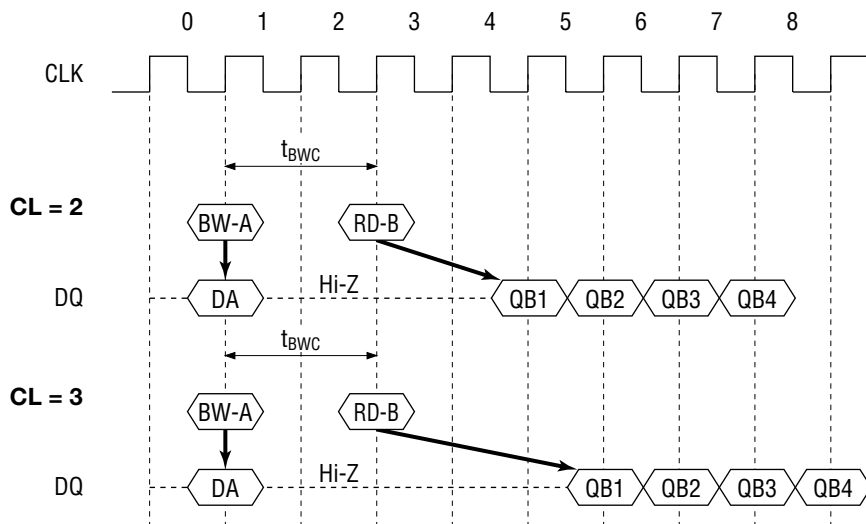 0 1 2 3 4 5 6 7 8
CLK
tBWC
CL = 2
BW-A RD-B
DQ DA Hi-Z QB1 QB2 QB3 QB4
tBWC
CL = 3
BW-A RD-B
DQ DA Hi-Z QB1 QB2 QB3 QB4